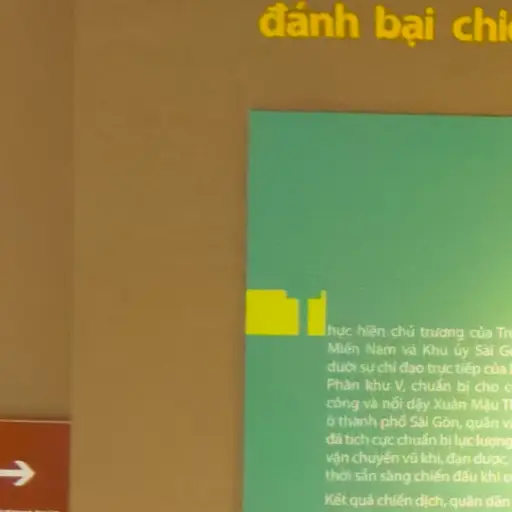 đánh bại
hực hiện chủ trương của
Miền Nam và Khu ủy Sài
dưới sự chỉ đạo trực tiếp của
Phân khu V, chuẩn bị cho
công và nổi dậy Xuân Mậu
ở thành phố Sài Gòn, quân
đã tích cực chuẩn bị lực lượng
vận chuyển vũ khí, đạn dược,
thời sẵn sàng chiến đấu khi
Kết quả chiến dịch, quân dân